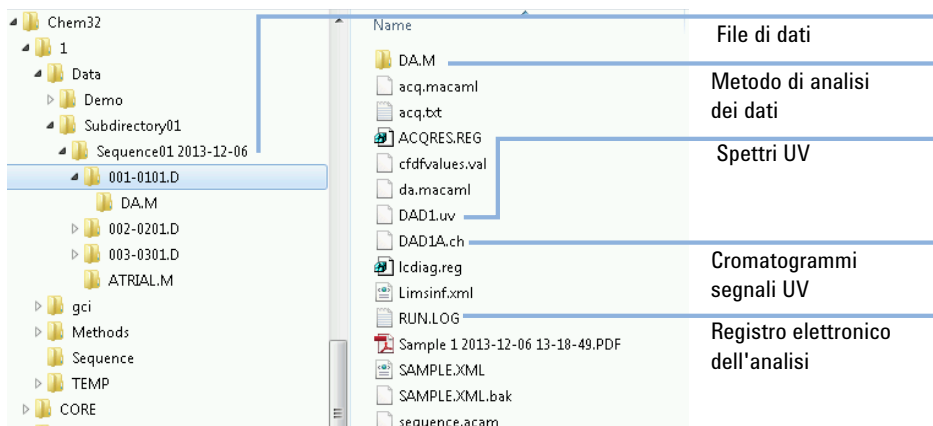 Chem32
1
Data
Demo
Subdirectory01
Sequence01 2013-12-06
001-0101.D
DA.M
002-0201.D
003-0301.D
ATRIAL.M
gci
Methods
Sequence
TEMP
CORE
Name
DA.M
acq.macaml
acq.txt
ACQRES.REG
cfdfvalues.val
da.macaml
DAD1.uv
DAD1A.ch
lcdiag.reg
Limsinf.xml
RUN.LOG
Sample 1 2013-12-06 13-18-49.PDF
SAMPLE.XML
SAMPLE.XML.bak
sequence.acam
File di dati
Metodo di analisi
dei dati
Spettri UV
Cromatogrammi
segnali UV
Registro elettronico
dell'analisi